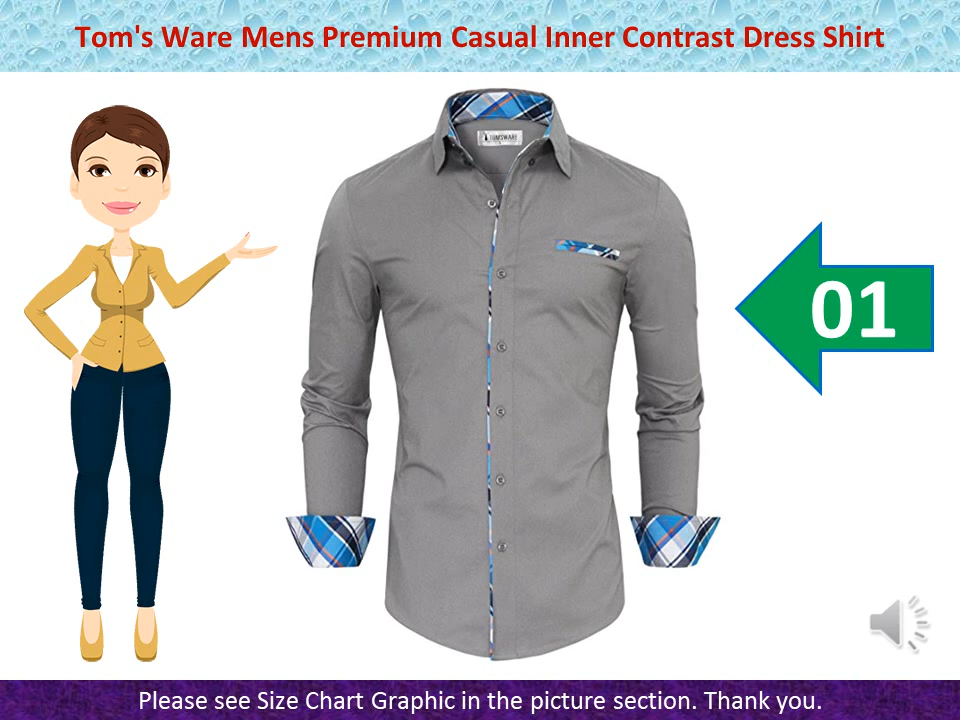 Tom's Ware Mens Premium Casual Inner Contrast Dress Shirt
TOMSWARE
01
Please see Size Chart Graphic in the picture section. Thank you.